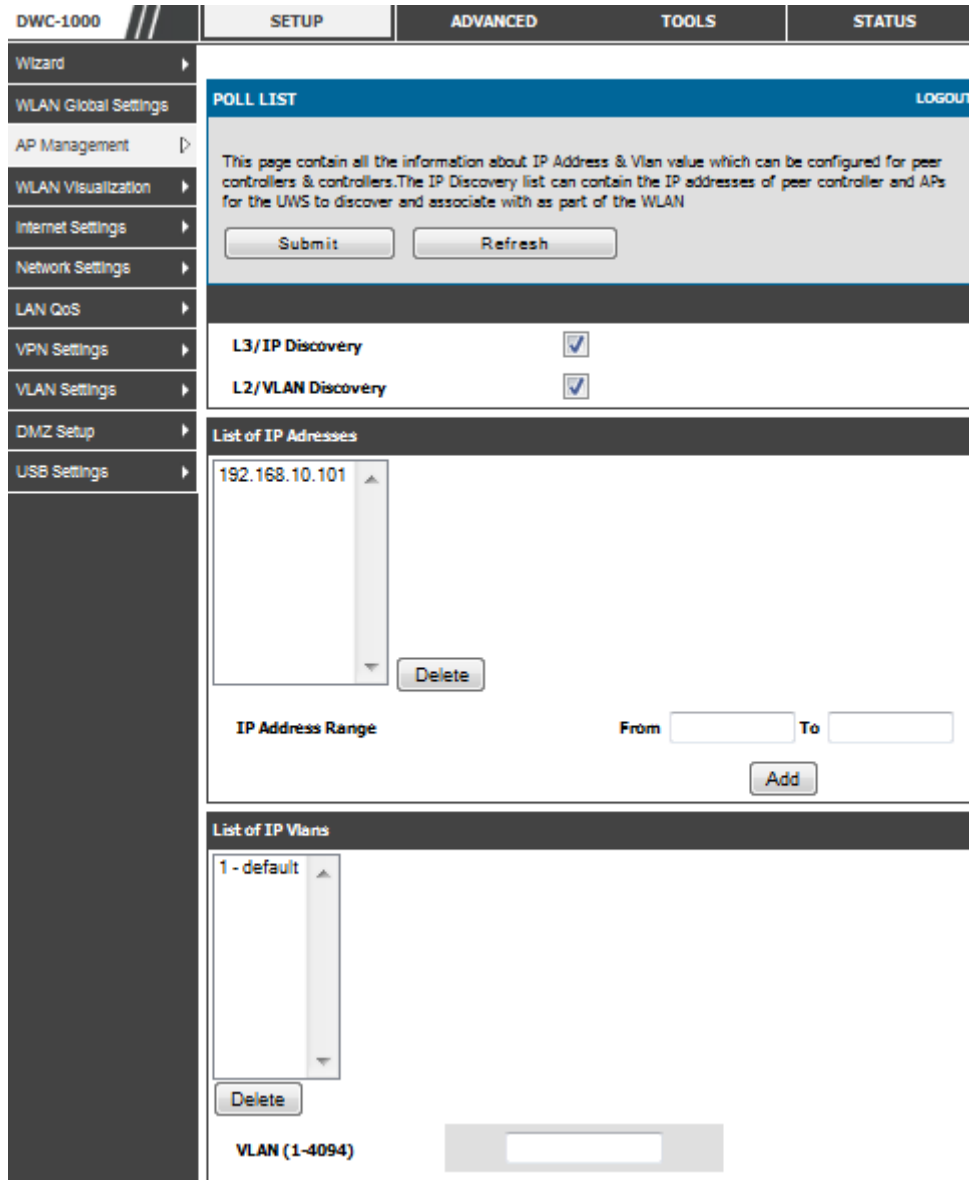 DWC-1000
SETUP
ADVANCED
TOOLS
STATUS
Wizard
WLAN Global Settings
AP Management
WLAN Visualization
Internet Settings
Network Settings
LAN QoS
VPN Settings
VLAN Settings
DMZ Setup
USB Settings
POLL LIST
LOGOUT
This page contain all the information about IP Address & Vlan value which can be configured for peer
controllers & controllers.The IP Discovery list can contain the IP addresses of peer controller and APs
for the UWS to discover and associate with as part of the WLAN
Submit
Refresh
L3/IP Discovery
L2/VLAN Discovery
List of IP Adresses
192.168.10.101
Delete
IP Address Range
From
To
Add
List of IP Vlans
1 - default
Delete
VLAN (1-4094)